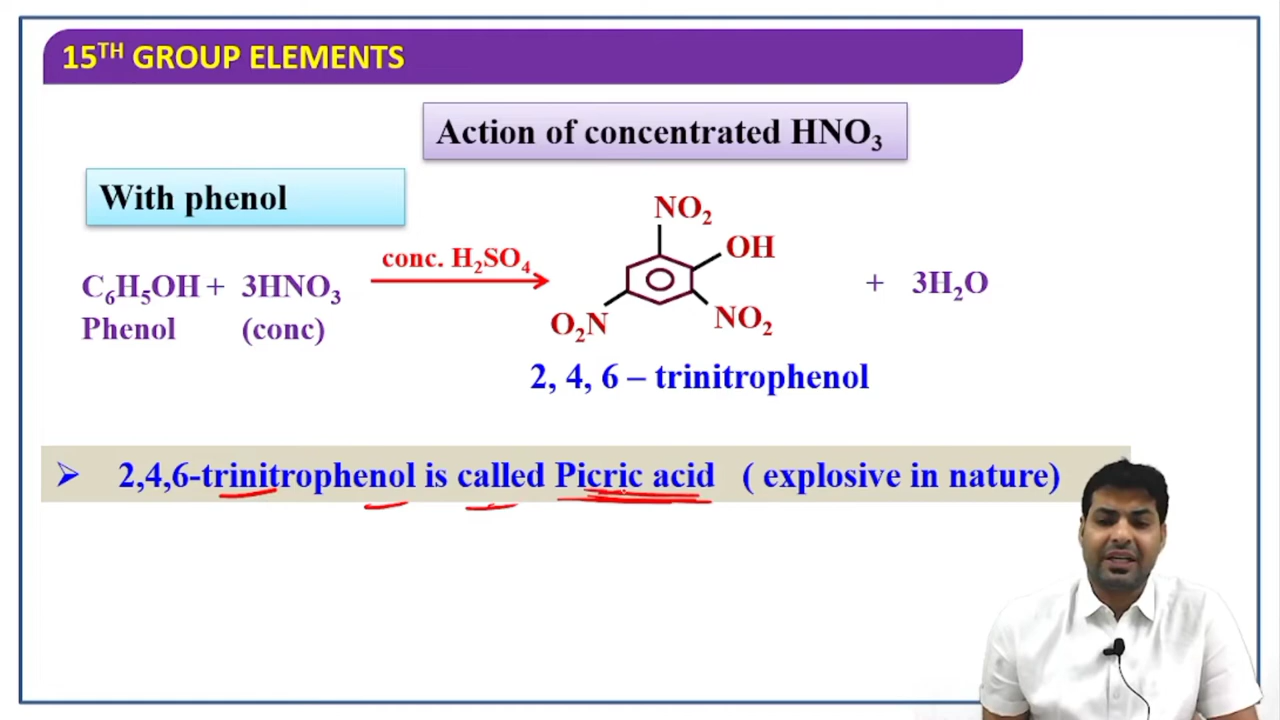 15TH GROUP ELEMENTS
Action of concentrated HNO₃
With phenol
C₆H₅OH + 3HNO₃
Phenol (conc)
conc. H₂SO₄
NO₂
OH
O₂N
NO₂
+ 3H₂O
2, 4, 6 – trinitrophenol
➢ 2,4,6-trinitrophenol is called Picric acid ( explosive in nature)